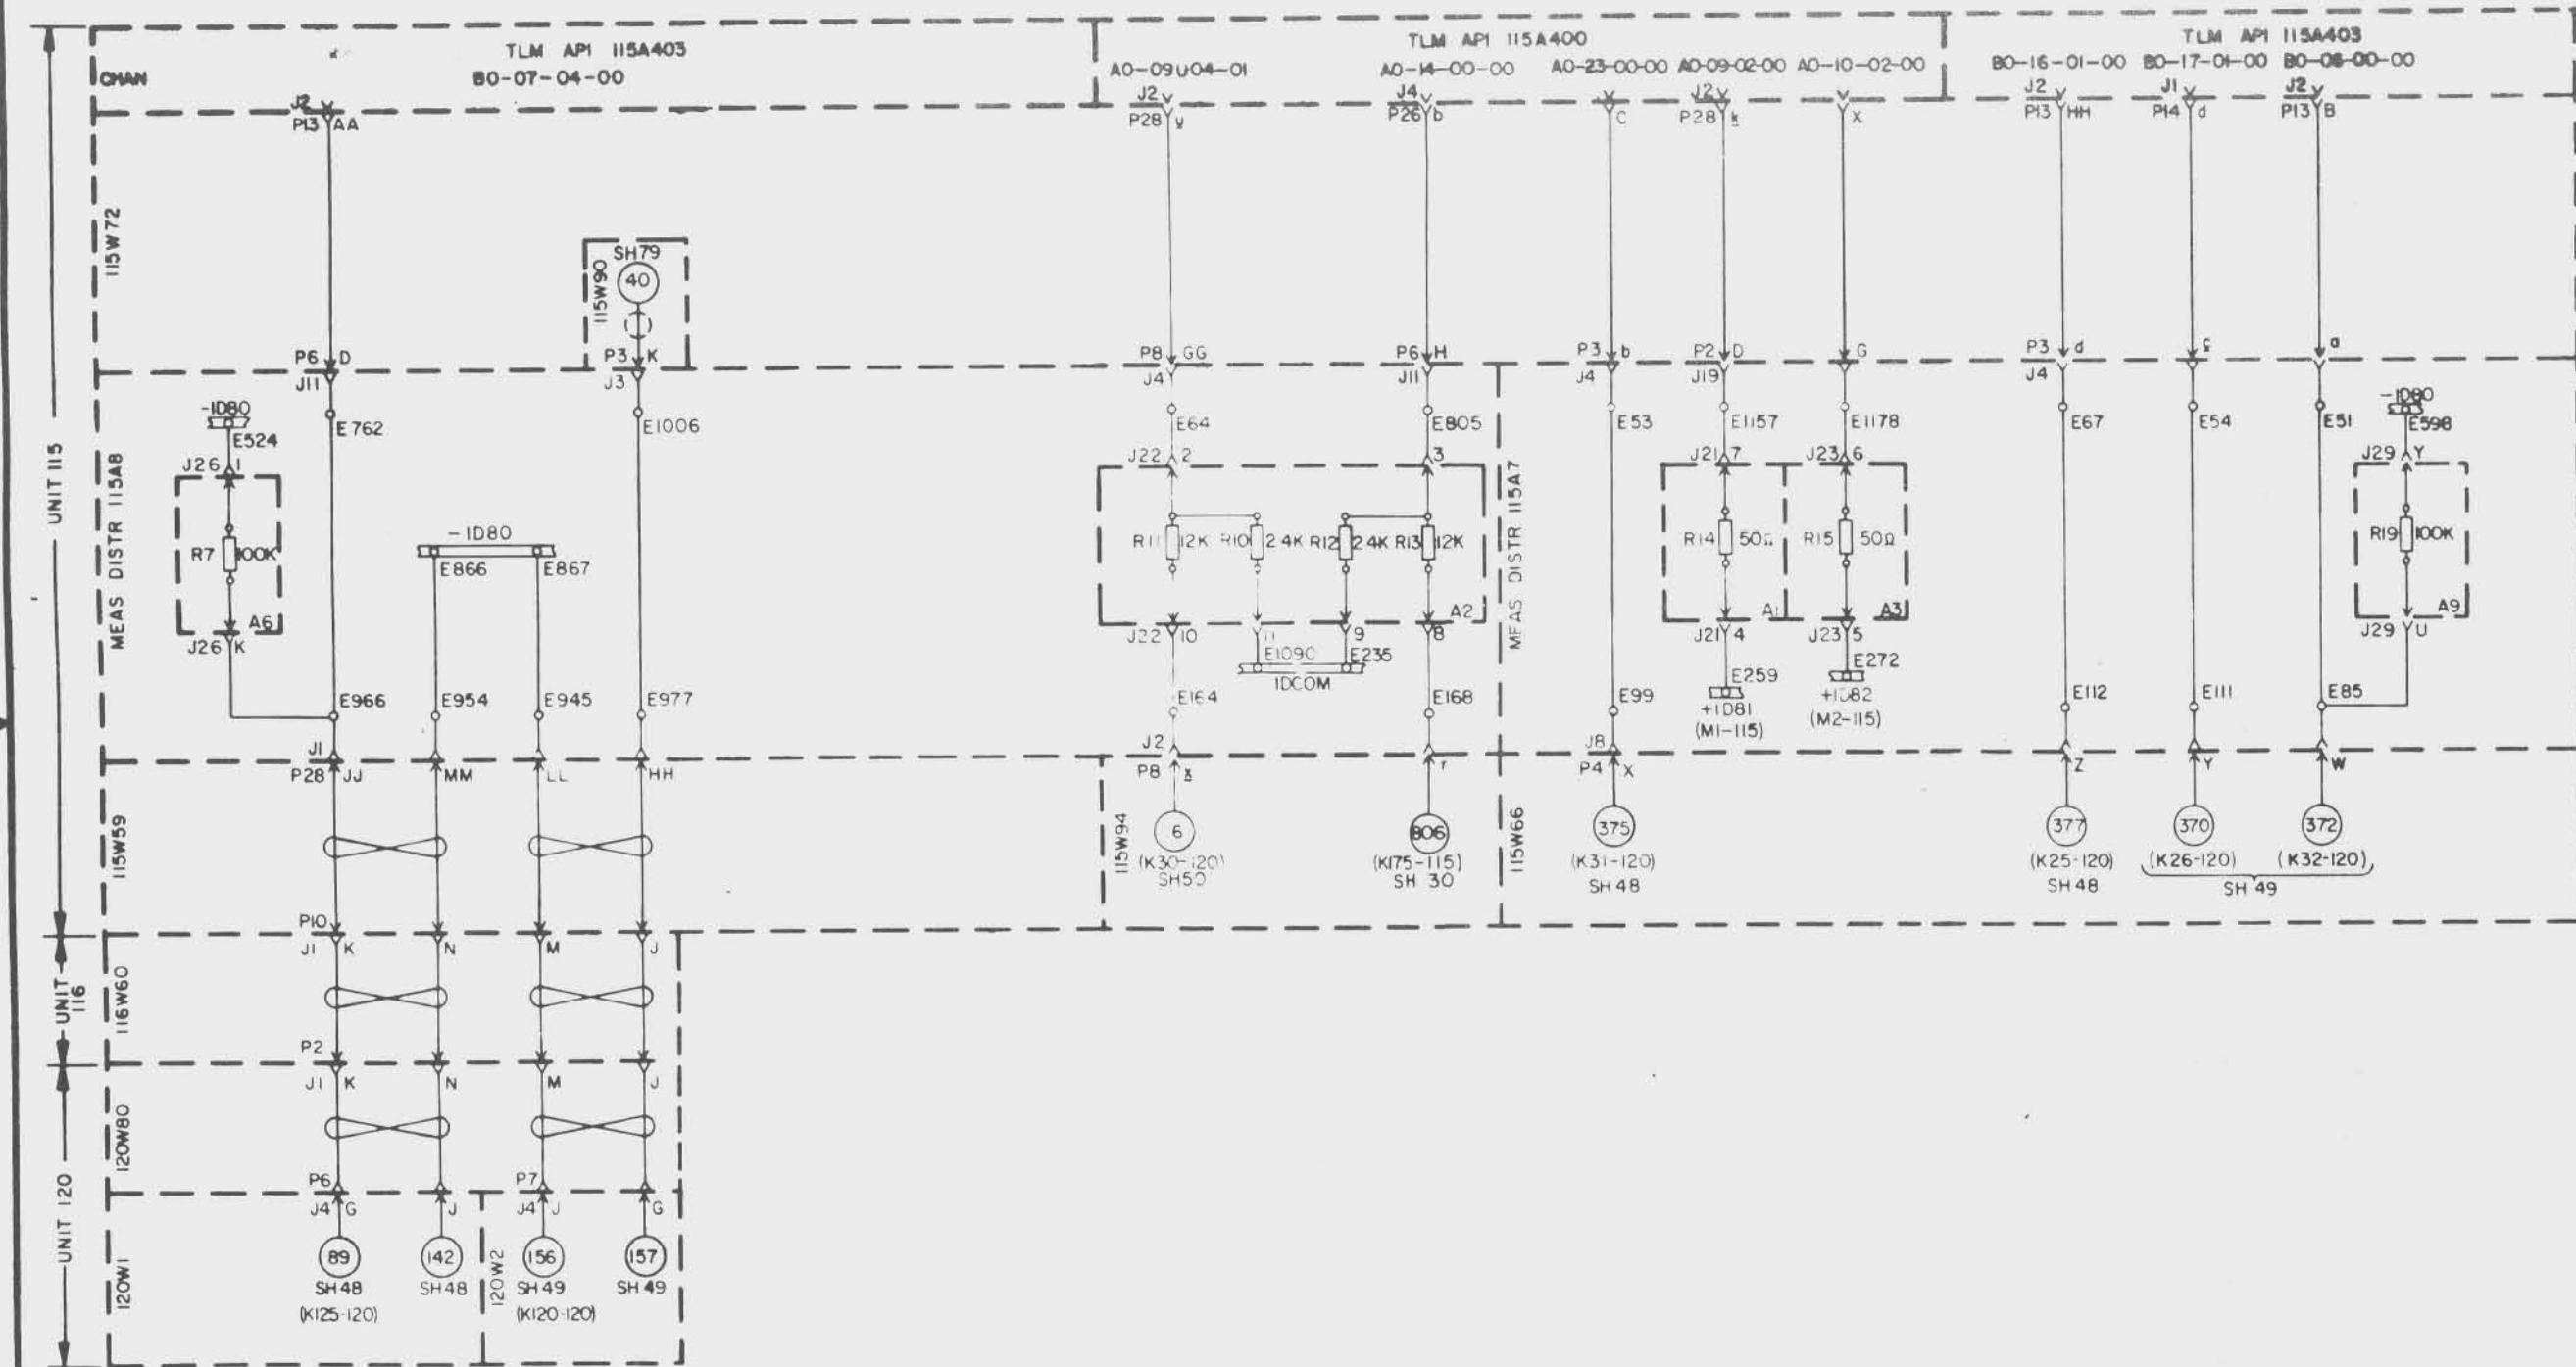 TLM AP1 115A403
TLM AP1 115A400
TLM AP1 115A403
CHAN
B0-07-04-00
A0-14-00-00
A0-23-00-00
A0-09-02-00
A0-10-02-00
B0-16-01-00
B0-17-01-00
B0-08-00-00
J2
J2
J4
J2
J2
J1
J2
P13 AA
P28
P26 b
C
P28 k
X
P13 HH
P14 d
P13 B
115W72
SH79
40
115W90
P6 D
P3 K
P8 GG
P6 H
P3 b
P2 D
G
P3 d
a
J11
J3
J4
J11
J4
J19
J4
UNIT 115
MEAS DISTR 115A8
MEAS DISTR 115A7
-1D80
E524
E762
E1006
E64
E805
E53
E1157
E1178
E67
E54
E51
-1D80
E598
J26
J22 2
3
J21 7
J23 6
J29 Y
R7 100K
-1D80
E866
E867
R11 12K
R10 2.4K
R12 2.4K
R13 12K
R14 50Ω
R15 50Ω
R19 100K
A6
A2
A1
A3
A9
J26 K
J22 10
11
9
8
J21 4
J23 5
J29 U
E1090
E235
1DCOM
E259
+1D81
(M1-115)
E272
+1D82
(M2-115)
E966
E954
E945
E977
E164
E168
E99
E112
E111
E85
J1
J2
J8
P28 JJ
MM
LL
HH
P8 x
r
P4 X
Z
Y
W
115W59
115W94
115W66
6
806
375
377
370
372
(K30-120)
(K175-115)
(K31-120)
(K25-120)
(K26-120)
(K32-120)
SH50
SH 30
SH 48
SH 48
SH 49
P10
J1 K
N
M
J
UNIT 116
116W60
P2
J1 K
N
M
J
120W80
UNIT 120
P6
P7
J4 G
J
J4 J
G
120W1
120W2
89
142
156
157
SH 48
SH 48
SH 49
SH 49
(K125-120)
(K120-120)